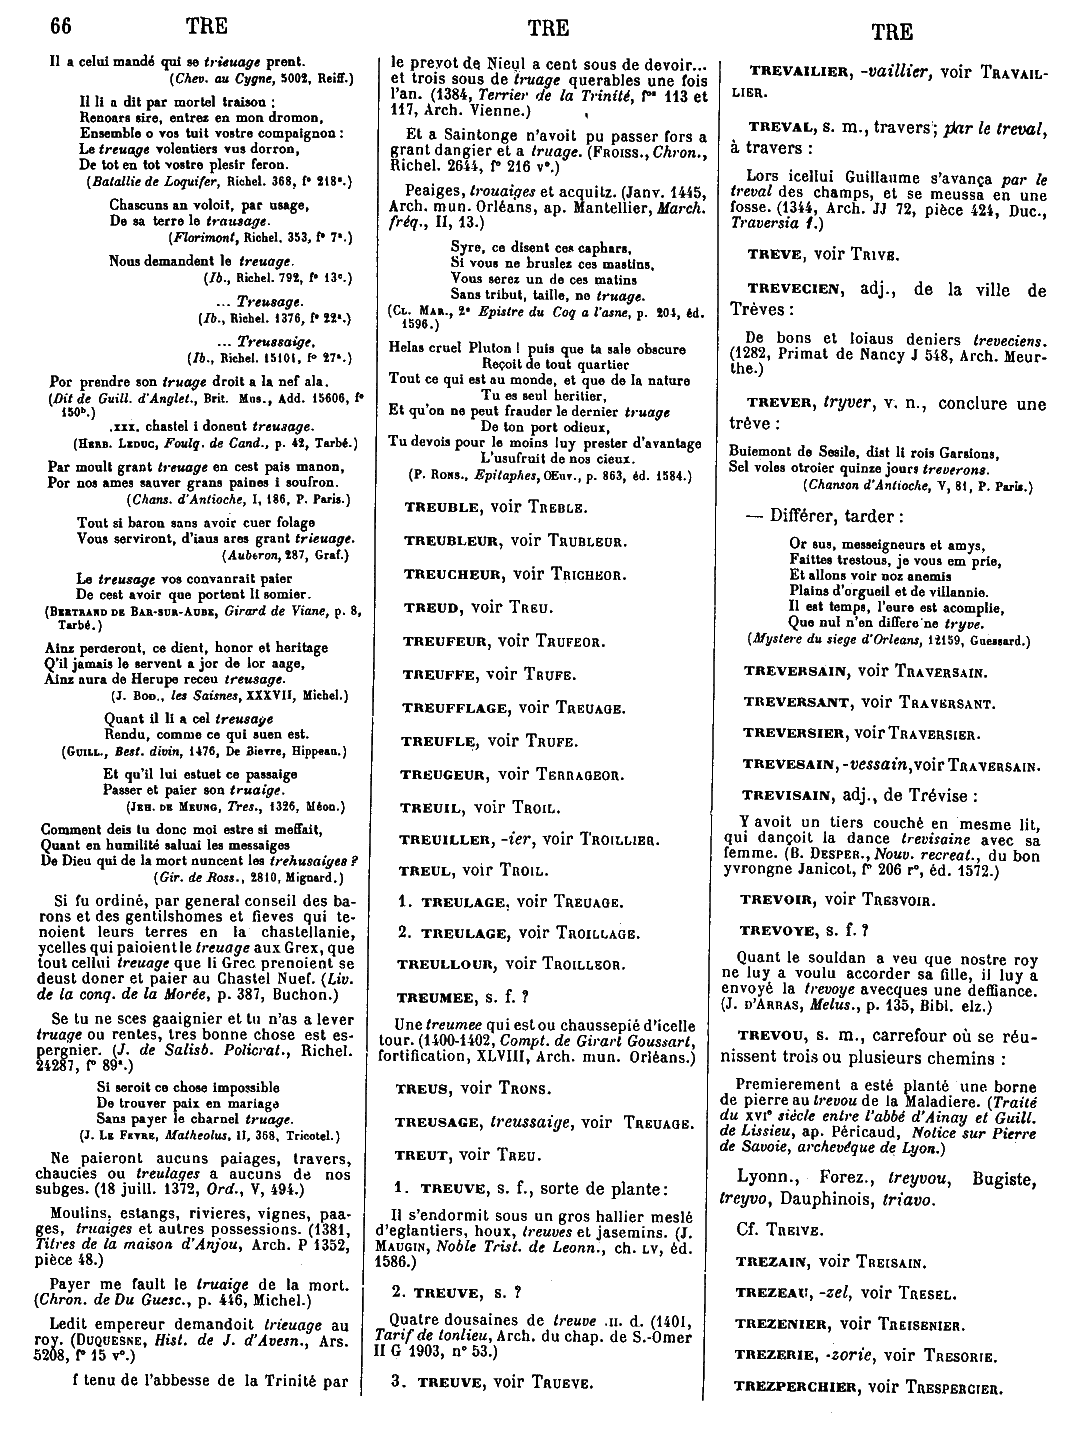 66 TRE TRE TRE
Il a celui mandé qui se trieuage prent.
(Chev. au Cygne, 5002, Reiff.)
Il li a dit par mortel traison :
Renoars sire, entrez en mon dromon,
Ensemble o vos tuit vostre compaignon :
Le treuage volentiers vus dorron,
De tot en tot vostre plesir feron.
(Batallie de Loquifer, Richel. 368, f° 218ᵃ.)
Chascuns an voloit, par usage,
De sa terre le trausage.
(Florimont, Richel. 353, f° 7ᵃ.)
Nous demandent le treuage.
(Ib., Richel. 792, f° 13ᶜ.)
... Treusage.
(Ib., Richel. 1376, f° 22ᵃ.)
... Treussaige.
(Ib., Richel. 15101, f° 27ᵃ.)
Por prendre son truage droit a la nef ala.
(Dit de Guill. d'Anglet., Brit. Mus., Add. 15606, f°
150ᵇ.)
.xxx. chastel i donent treusage.
(Herb. Leduc, Foulq. de Cand., p. 42, Tarbé.)
Par moult grant treuage en cest pais manon,
Por nos ames sauver grans paines i soufron.
(Chans. d'Antioche, I, 186, P. Paris.)
Tout si baron sans avoir cuer folage
Vous serviront, d'iaus ares grant trieuage.
(Auberon, 287, Graf.)
Le treusage vos convanrait paier
De cest avoir que portent li somier.
(Bertrand de Bar-sur-Aube, Girard de Viane, p. 8,
Tarbé.)
Ainz perderont, ce dient, honor et heritage
Q'il jamais le servent a jor de lor aage,
Ainz aura de Herupe receu treusage.
(J. Bod., les Saisnes, XXXVII, Michel.)
Quant il li a cel treusage
Rendu, comme ce qui suen est.
(Guill., Best. divin, 1476, De Bierre, Hippeau.)
Et qu'il lui estuet ce passaige
Passer et paier son truaige.
(Jeh. de Meung, Tres., 1326, Méon.)
Comment deis tu donc moi estre si meffait,
Quant en humilité saluai les messaiges
De Dieu qui de la mort nuncent les trehusaiges ?
(Gir. de Ross., 2810, Mignard.)
Si fu ordiné, par general conseil des ba-
rons et des gentilshomes et fieves qui te-
noient leurs terres en la chastellanie,
ycelles qui paioient le treuage aux Grex, que
tout cellui treuage que li Grec prenoient se
deust doner et paier au Chastel Nuef. (Liv.
de la conq. de la Morée, p. 387, Buchon.)
Se tu ne sces gaaignier et tu n'as a lever
truage ou rentes, tres bonne chose est es-
pergnier. (J. de Salisb. Policrat., Richel.
24287, f° 89ᵃ.)
Si seroit ce chose impossible
De trouver paix en mariage
Sans payer le charnel truage.
(J. Le Fevre, Matheolus, II, 368, Tricotel.)
Ne paieront aucuns paiages, travers,
chaucies ou treulages a aucuns de nos
subges. (18 juill. 1372, Ord., V, 494.)
Moulins, estangs, rivieres, vignes, paa-
ges, truaiges et autres possessions. (1381,
Titres de la maison d'Anjou, Arch. P 1352,
pièce 48.)
Payer me fault le truaige de la mort.
(Chron. de Du Guesc., p. 446, Michel.)
Ledit empereur demandoit trieuage au
roy. (Duquesne, Hist. de J. d'Avesn., Ars.
5208, f° 15 v°.)
f tenu de l'abbesse de la Trinité par
le prevot de Nieul a cent sous de devoir...
et trois sous de truage querables une fois
l'an. (1384, Terrier de la Trinité, fᵒˢ 113 et
117, Arch. Vienne.)
Et a Saintonge n'avoit pu passer fors a
grant dangier et a truage. (Froiss., Chron.,
Richel. 2644, f° 216 v°.)
Peaiges, trouaiges et acquitz. (Janv. 1445,
Arch. mun. Orléans, ap. Mantellier, March.
fréq., II, 13.)
Syre, ce disent ces caphars,
Si vous ne bruslez ces mastins,
Vous serez un de ces matins
Sans tribut, taille, ne truage.
(Cl. Mar., 2ᵉ Epistre du Coq a l'asne, p. 204, éd.
1596.)
Helas cruel Pluton ! puis que ta sale obscure
Reçoit de tout quartier
Tout ce qui est au monde, et que de la nature
Tu es seul heritier,
Et qu'on ne peut frauder le dernier truage
De ton port odieux,
Tu devois pour le moins luy prester d'avantage
L'usufruit de nos cieux.
(P. Rons., Epitaphes, Œuv., p. 863, éd. 1584.)
TREUBLE, voir Treble.
TREUBLEUR, voir Trubleur.
TREUCHEUR, voir Tricheor.
TREUD, voir Treu.
TREUFEUR, voir Trufeor.
TREUFFE, voir Trufe.
TREUFFLAGE, voir Treuage.
TREUFLE, voir Trufe.
TREUGEUR, voir Terrageor.
TREUIL, voir Troil.
TREUILLER, -ier, voir Troillier.
TREUL, voir Troil.
1. TREULAGE, voir Treuage.
2. TREULAGE, voir Troillage.
TREULLOUR, voir Troilleor.
TREUMEE, s. f. ?
Une treumee qui est ou chaussepié d'icelle
tour. (1400-1402, Compt. de Girart Goussart,
fortification, XLVIII, Arch. mun. Orléans.)
TREUS, voir Trons.
TREUSAGE, treussaige, voir Treuage.
TREUT, voir Treu.
1. TREUVE, s. f., sorte de plante :
Il s'endormit sous un gros hallier meslé
d'eglantiers, houx, treuves et jasemins. (J.
Maugin, Noble Trist. de Leonn., ch. LV, éd.
1586.)
2. TREUVE, s. ?
Quatre dousaines de treuve .II. d. (1401,
Tarif de tonlieu, Arch. du chap. de S.-Omer
II G 1903, n° 53.)
3. TREUVE, voir Trueve.
TREVAILIER, -vaillier, voir Travail-
lier.
TREVAL, s. m., travers ; par le treval,
à travers :
Lors icellui Guillaume s'avança par le
treval des champs, et se meussa en une
fosse. (1344, Arch. JJ 72, pièce 424, Duc.,
Traversia 1.)
TREVE, voir Trive.
TREVECIEN, adj., de la ville de
Trèves :
De bons et loiaus deniers treveciens.
(1282, Primat de Nancy J 548, Arch. Meur-
the.)
TREVER, tryver, v. n., conclure une
trêve :
Buiemont de Sesile, dist li rois Garsions,
Sel voles otroier quinze jours treverons.
(Chanson d'Antioche, V, 81, P. Paris.)
— Différer, tarder :
Or sus, messeigneurs et amys,
Faittes trestous, je vous em prie,
Et allons voir noz anemis
Plains d'orgueil et de villannie.
Il est temps, l'eure est acomplie,
Que nul n'en differe ne tryve.
(Mystere du siege d'Orleans, 12159, Guessard.)
TREVERSAIN, voir Traversain.
TREVERSANT, voir Traversant.
TREVERSIER, voir Traversier.
TREVESAIN, -vessain, voir Traversain.
TREVISAIN, adj., de Trévise :
Y avoit un tiers couché en mesme lit,
qui dançoit la dance trevisaine avec sa
femme. (B. Desper., Nouv. recreat., du bon
yvrongne Janicot, f° 206 r°, éd. 1572.)
TREVOIR, voir Tresvoir.
TREVOYE, s. f. ?
Quant le souldan a veu que nostre roy
ne luy a voulu accorder sa fille, il luy a
envoyé la trevoye avecques une deffiance.
(J. d'Arras, Melus., p. 135, Bibl. elz.)
TREVOU, s. m., carrefour où se réu-
nissent trois ou plusieurs chemins :
Premierement a esté planté une borne
de pierre au trevou de la Maladiere. (Traité
du XVIᵉ siècle entre l'abbé d'Ainay et Guill.
de Lissieu, ap. Péricaud, Notice sur Pierre
de Savoie, archevêque de Lyon.)
Lyonn., Forez., treyvou, Bugiste,
treyvo, Dauphinois, triavo.
Cf. Treive.
TREZAIN, voir Treisain.
TREZEAU, -zel, voir Tresel.
TREZENIER, voir Treisenier.
TREZERIE, -zorie, voir Tresorie.
TREZPERCHIER, voir Trespercier.